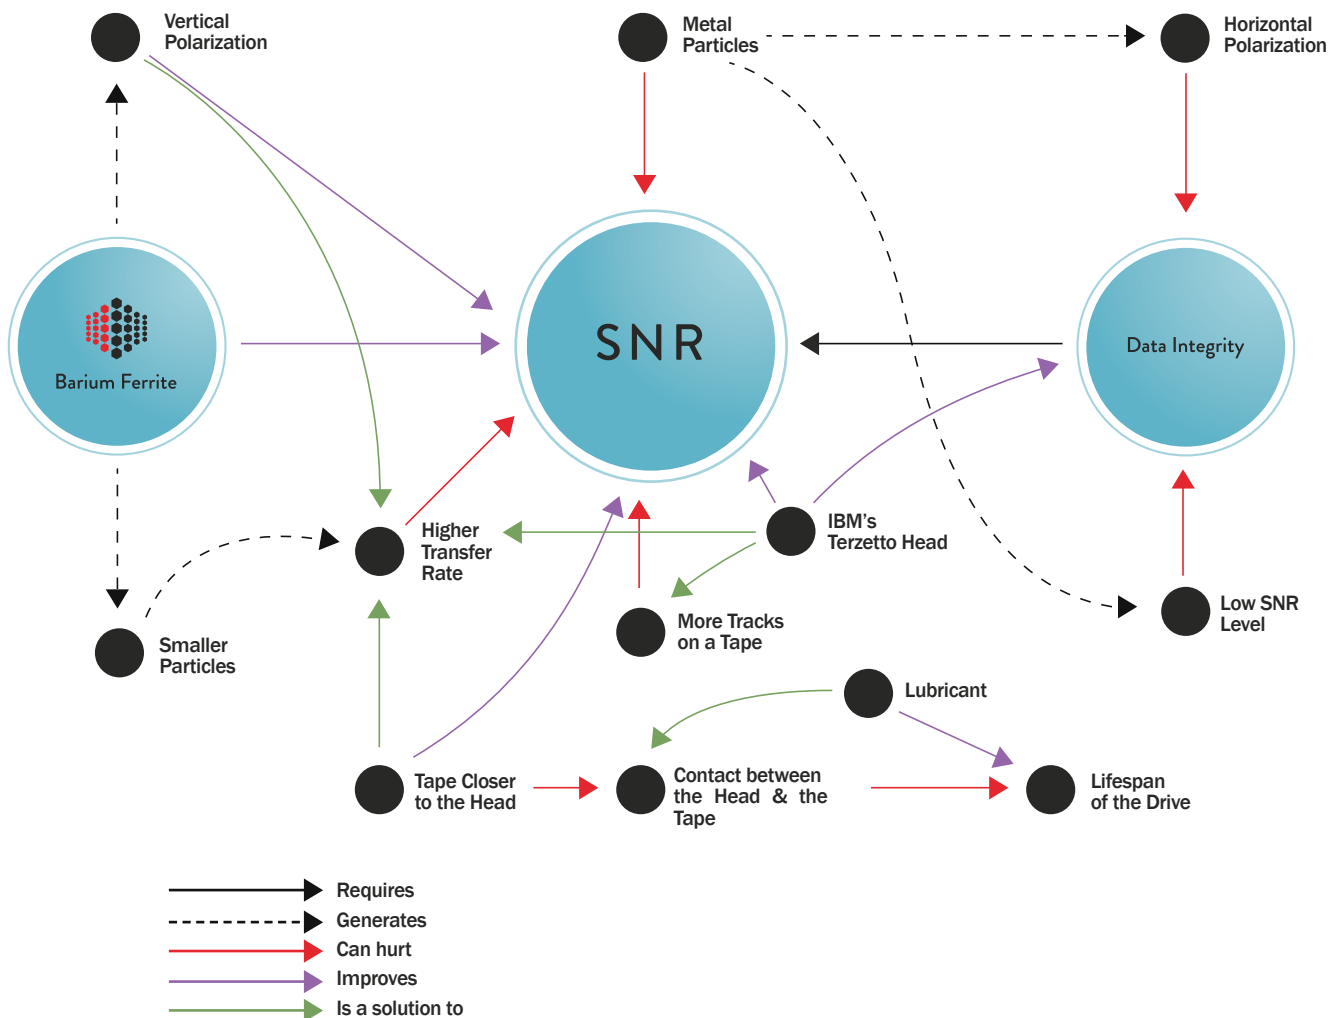 Vertical
Polarization
Metal
Particles
Horizontal
Polarization
SNR
Data Integrity
Barium Ferrite
Higher
Transfer
Rate
IBM's
Terzetto Head
More Tracks
on a Tape
Low SNR
Level
Smaller
Particles
Lubricant
Tape Closer
to the Head
Contact between
the Head & the
Tape
Lifespan
of the Drive
Requires
Generates
Can hurt
Improves
Is a solution to